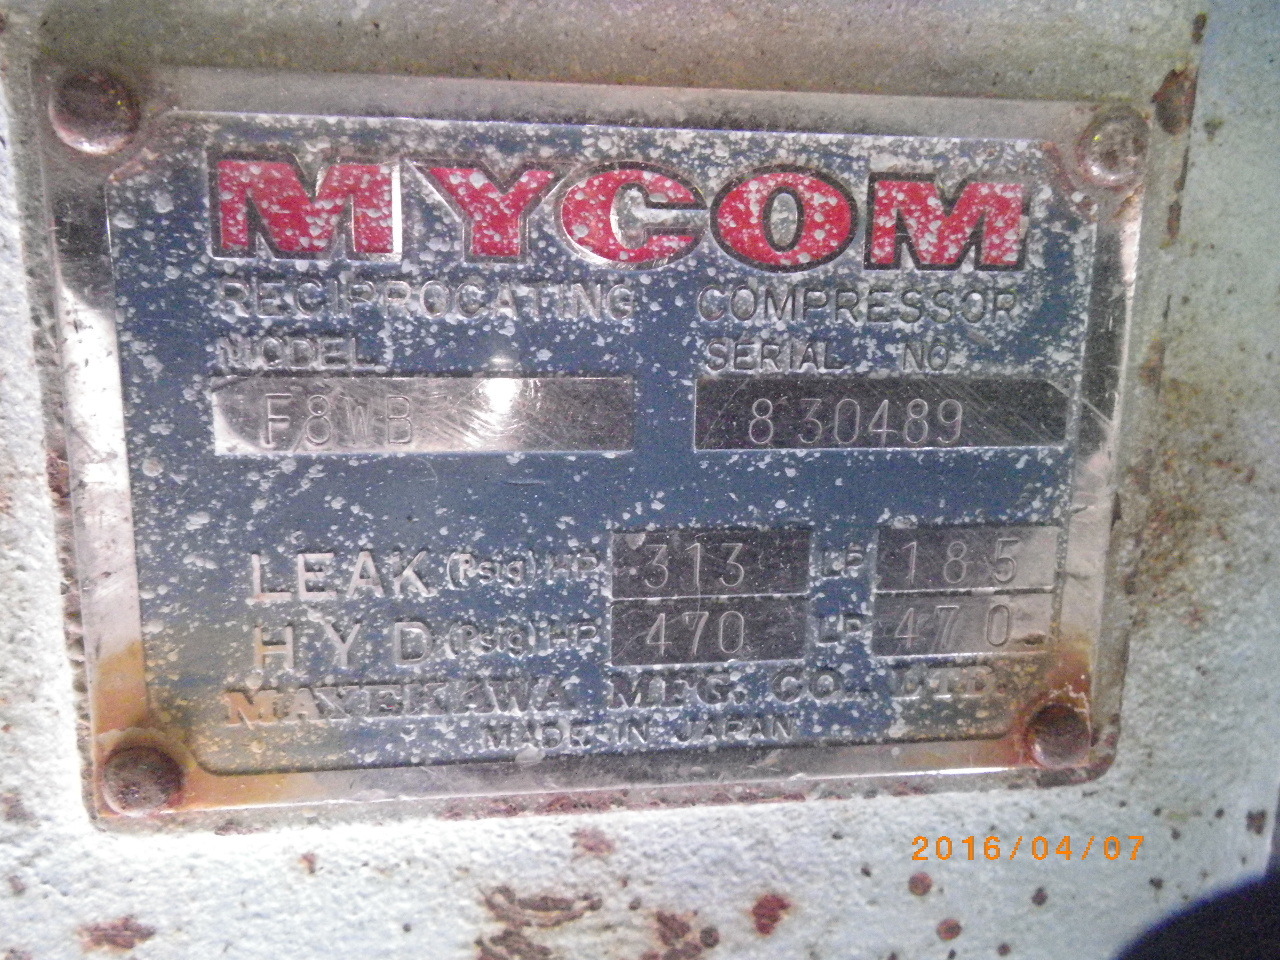 MYCOM
RECIPROCATING COMPRESSOR
MODEL SERIAL NO.
F8WB 830489
LEAK (Psig) HP 313 LP 185
HYD (Psig) HP 470 LP 470
MAYEKAWA MFG. CO., LTD.
MADE IN JAPAN
2016/04/07